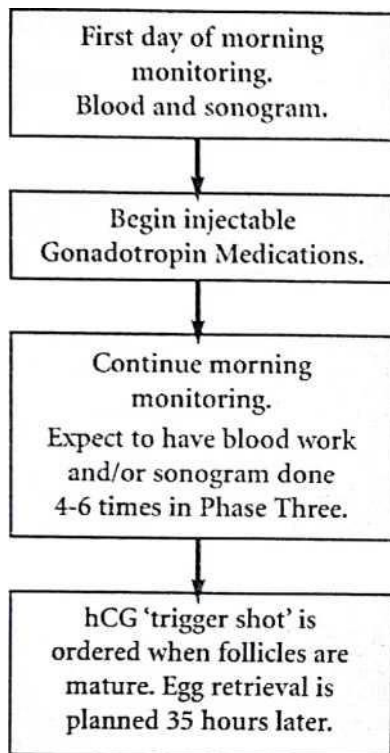 First day of morning
monitoring.
Blood and sonogram.
Begin injectable
Gonadotropin Medications.
Continue morning
monitoring.
Expect to have blood work
and/or sonogram done
4-6 times in Phase Three.
hCG 'trigger shot' is
ordered when follicles are
mature. Egg retrieval is
planned 35 hours later.